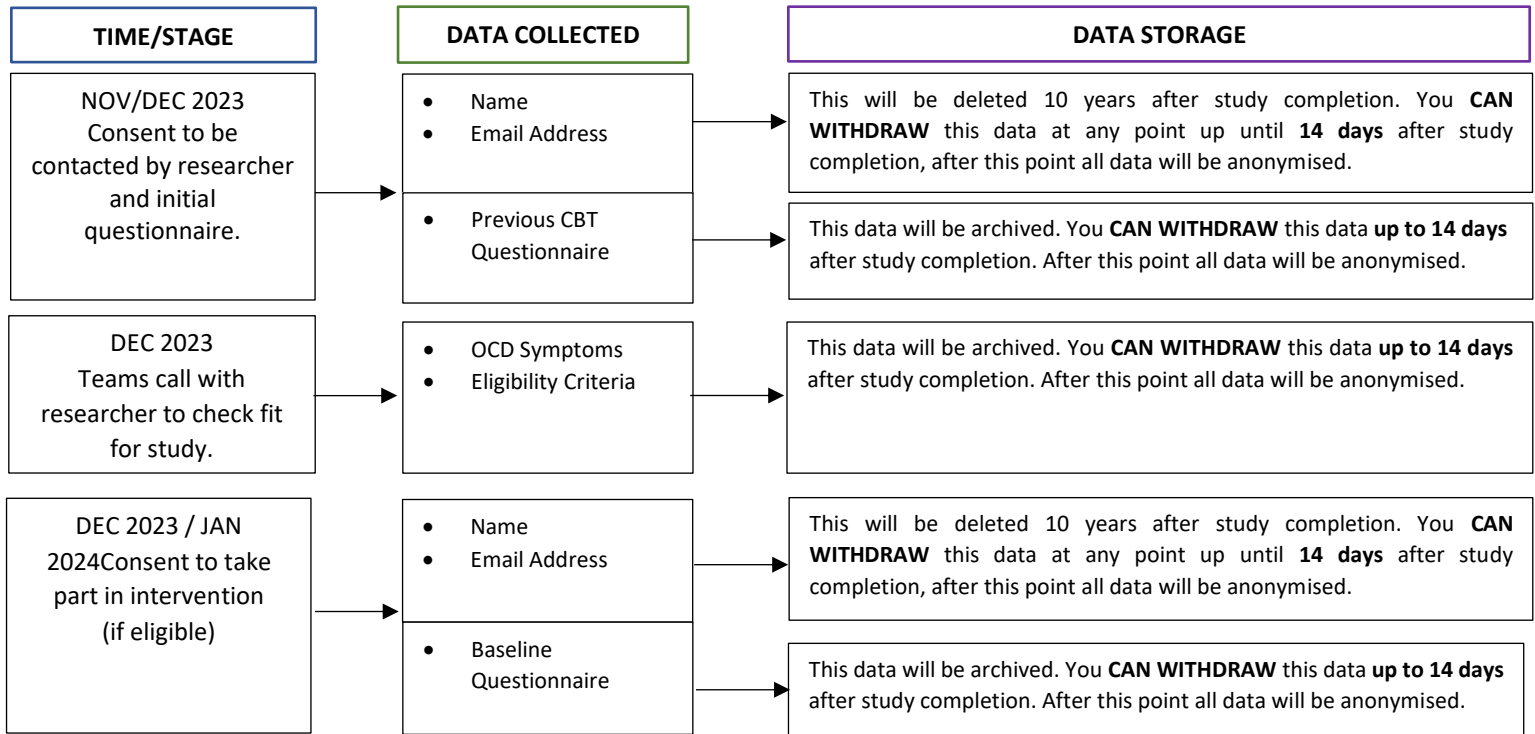 TIME/STAGE
DATA COLLECTED
DATA STORAGE
NOV/DEC 2023
Consent to be
contacted by researcher
and initial
questionnaire.
• Name
• Email Address
This will be deleted 10 years after study completion. You CAN
WITHDRAW this data at any point up until 14 days after study
completion, after this point all data will be anonymised.
• Previous CBT
Questionnaire
This data will be archived. You CAN WITHDRAW this data up to 14 days
after study completion. After this point all data will be anonymised.
DEC 2023
Teams call with
researcher to check fit
for study.
• OCD Symptoms
• Eligibility Criteria
This data will be archived. You CAN WITHDRAW this data up to 14 days
after study completion. After this point all data will be anonymised.
DEC 2023 / JAN
2024Consent to take
part in intervention
(if eligible)
• Name
• Email Address
This will be deleted 10 years after study completion. You CAN
WITHDRAW this data at any point up until 14 days after study
completion, after this point all data will be anonymised.
• Baseline
Questionnaire
This data will be archived. You CAN WITHDRAW this data up to 14 days
after study completion. After this point all data will be anonymised.